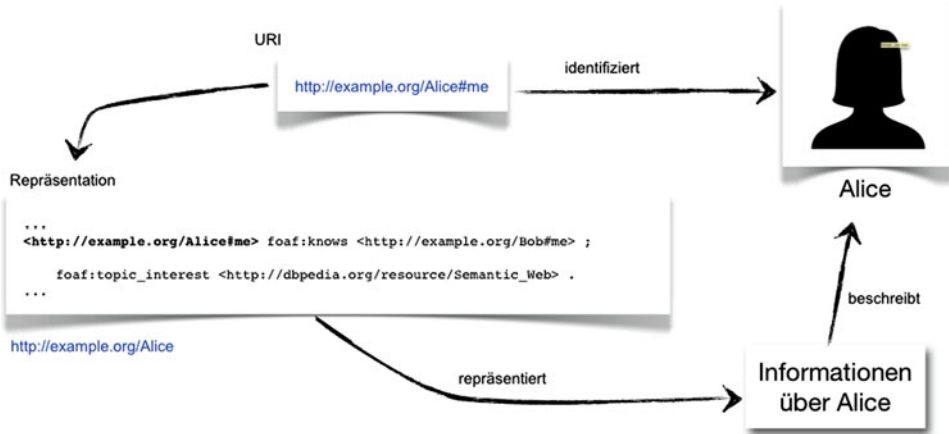 URI
http://example.org/Alice#me
identifiziert
Alice
Repräsentation
...
<http://example.org/Alice#me> foaf:knows <http://example.org/Bob#me> ;
foaf:topic_interest <http://dbpedia.org/resource/Semantic_Web> .
...
http://example.org/Alice
beschreibt
repräsentiert
Informationen
über Alice